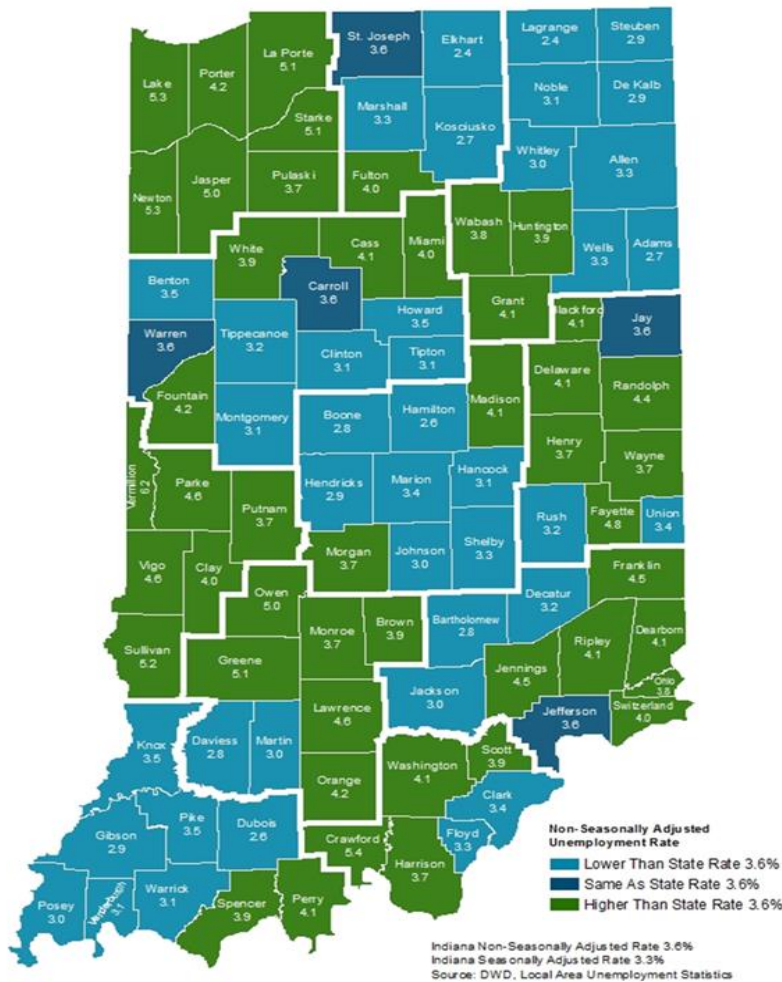 St. Joseph
3.6
Elkhart
2.4
Lagrange
2.4
Steuben
2.9
Lake
5.3
Porter
4.2
La Porte
5.1
Noble
3.1
De Kalb
2.9
Marshall
3.3
Kosciusko
2.7
Starke
5.1
Whitley
3.0
Allen
3.3
Newton
5.3
Jasper
5.0
Pulaski
3.7
Fulton
4.0
Wabash
3.8
Huntington
3.9
Wells
3.3
Adams
2.7
White
3.9
Cass
4.1
Miami
4.0
Benton
3.5
Carroll
3.6
Grant
4.1
Blackford
4.1
Jay
3.6
Warren
3.6
Tippecanoe
3.2
Howard
3.5
Clinton
3.1
Tipton
3.1
Delaware
4.1
Randolph
4.4
Fountain
4.2
Montgomery
3.1
Boone
2.8
Hamilton
2.6
Madison
4.1
Henry
3.7
Wayne
3.7
Vermillion
6.2
Parke
4.6
Putnam
3.7
Hendricks
2.9
Marion
3.4
Hancock
3.1
Rush
3.2
Fayette
4.8
Union
3.4
Vigo
4.6
Clay
4.0
Morgan
3.7
Johnson
3.0
Shelby
3.3
Franklin
4.5
Owen
5.0
Monroe
3.7
Brown
3.9
Bartholomew
2.8
Decatur
3.2
Sullivan
5.2
Greene
5.1
Jennings
4.5
Ripley
4.1
Dearborn
4.1
Ohio
3.8
Lawrence
4.6
Jackson
3.0
Jefferson
3.6
Switzerland
4.0
Knox
3.5
Daviess
2.8
Martin
3.0
Orange
4.2
Washington
4.1
Scott
3.9
Clark
3.4
Gibson
2.9
Pike
3.5
Dubois
2.6
Crawford
5.4
Harrison
3.7
Floyd
3.3
Posey
3.0
Vanderburgh
3.1
Warrick
3.1
Spencer
3.9
Perry
4.1
Non-Seasonally Adjusted
Unemployment Rate
Lower Than State Rate 3.6%
Same As State Rate 3.6%
Higher Than State Rate 3.6%
Indiana Non-Seasonally Adjusted Rate 3.6%
Indiana Seasonally Adjusted Rate 3.3%
Source: DWD, Local Area Unemployment Statistics